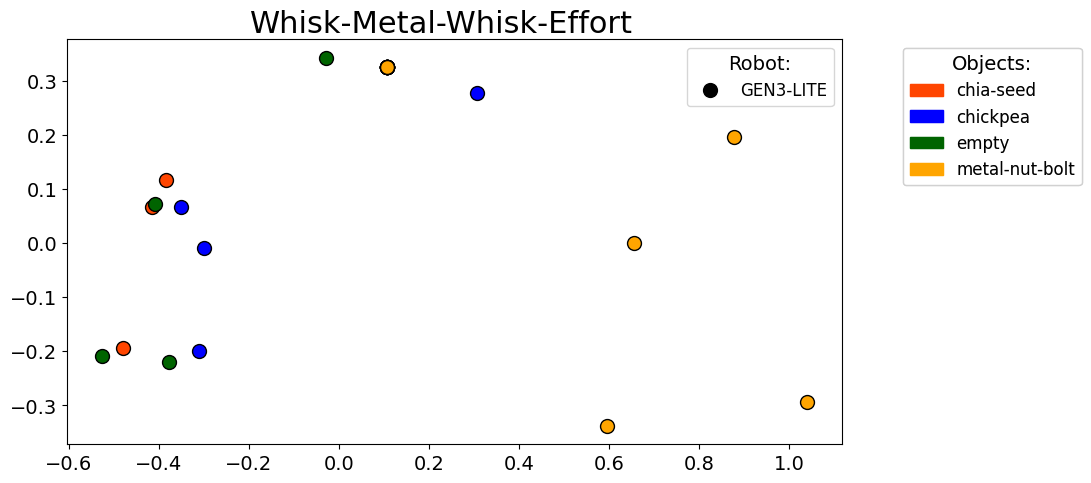 Whisk-Metal-Whisk-Effort
0.3
0.2
0.1
0.0
−0.1
−0.2
−0.3
−0.6
−0.4
−0.2
0.0
0.2
0.4
0.6
0.8
1.0
Robot:
GEN3-LITE
Objects:
chia-seed
chickpea
empty
metal-nut-bolt